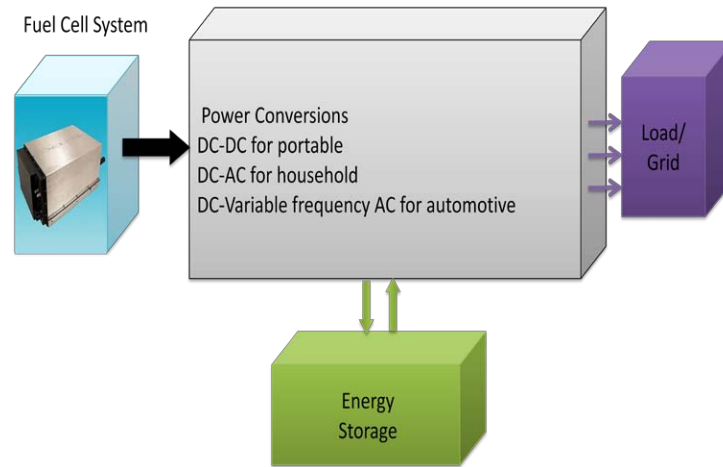 Fuel Cell System
Power Conversions
DC-DC for portable
DC-AC for household
DC-Variable frequency AC for automotive
Load/
Grid
Energy
Storage